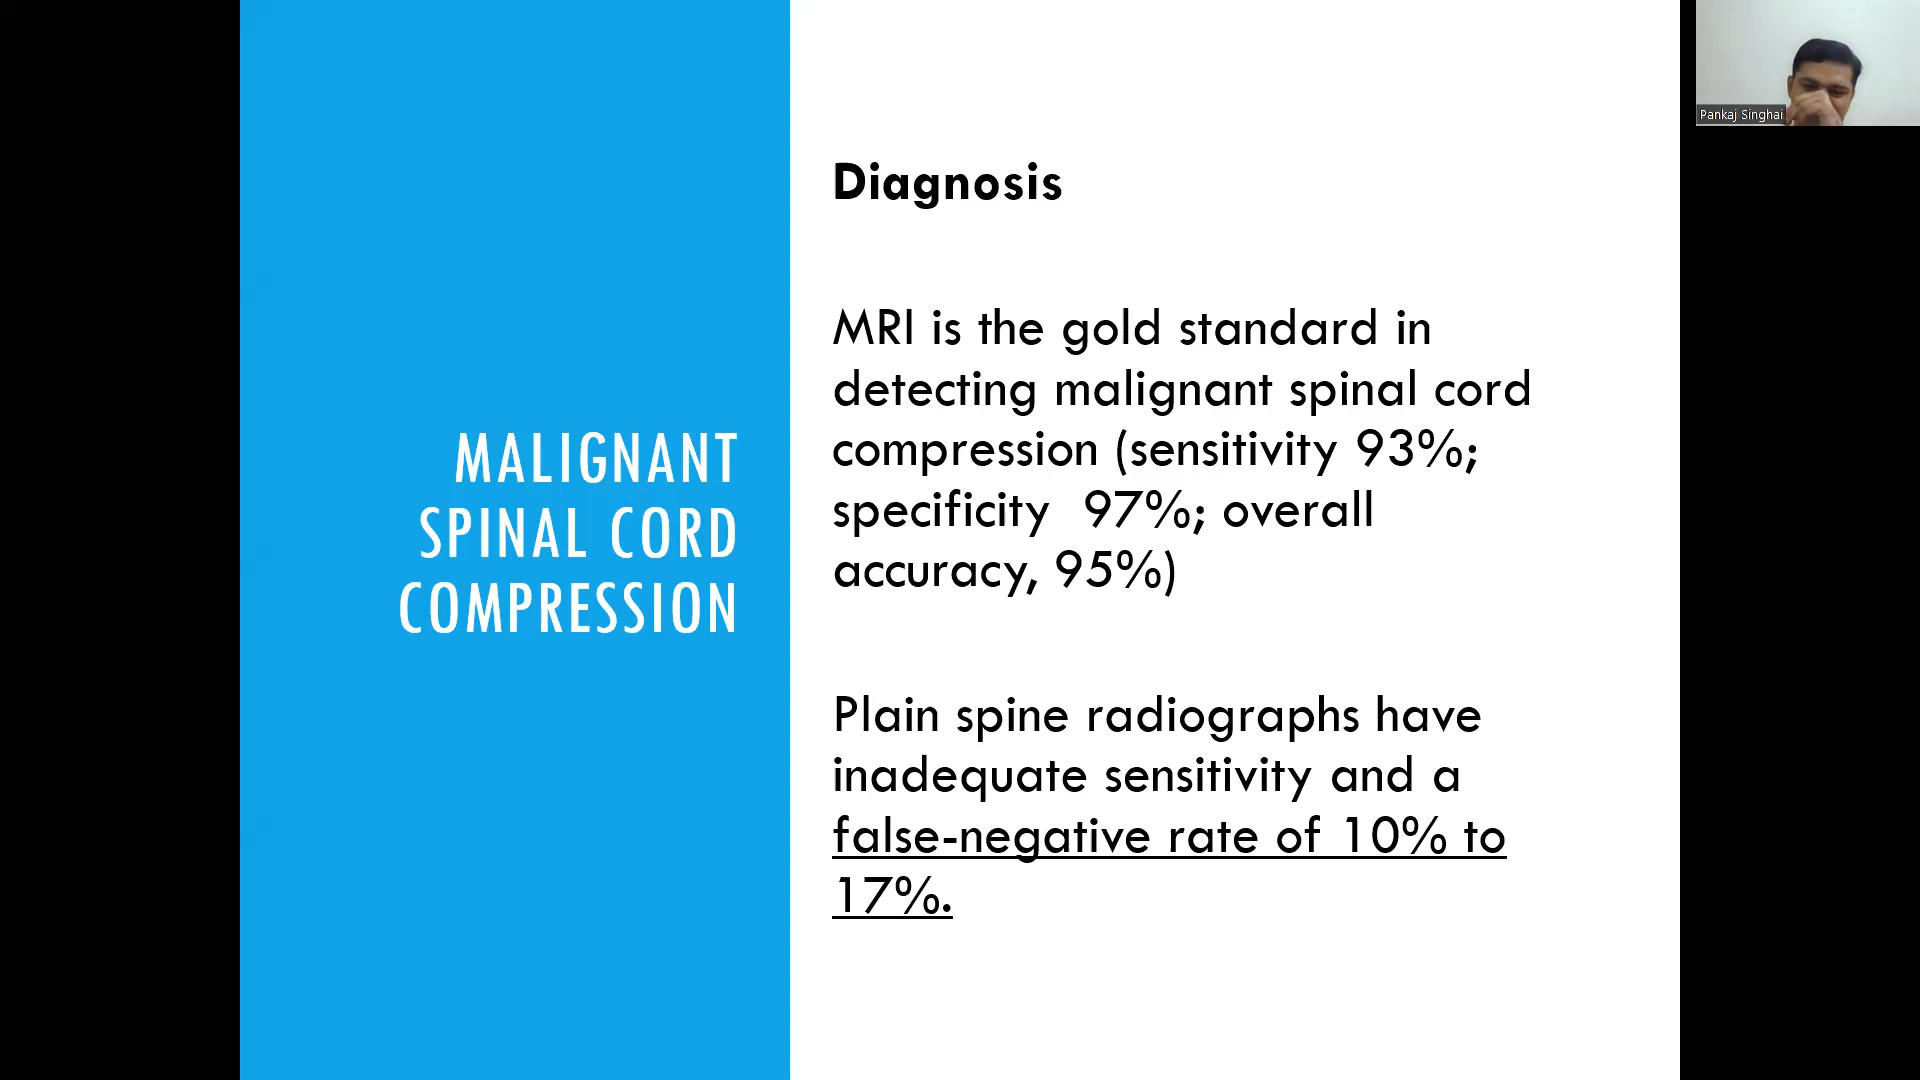 MALIGNANT
SPINAL CORD
COMPRESSION
Diagnosis
MRI is the gold standard in
detecting malignant spinal cord
compression (sensitivity 93%;
specificity  97%; overall
accuracy, 95%)
Plain spine radiographs have
inadequate sensitivity and a
false-negative rate of 10% to
17%.
Pankaj Singhai